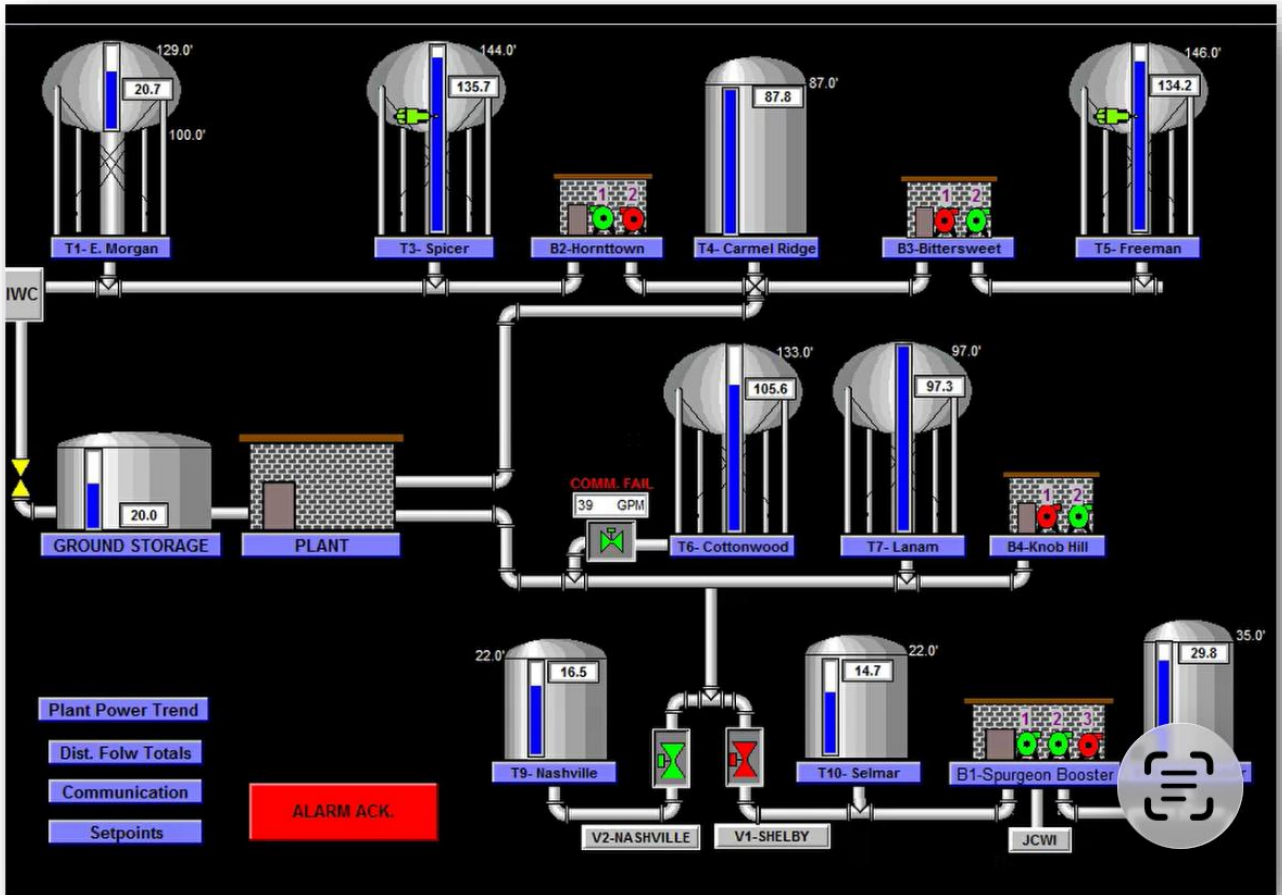 129.0'
20.7
100.0'
T1- E. Morgan
144.0'
135.7
T3- Spicer
1 2
B2-Hornttown
87.0'
87.8
T4- Carmel Ridge
1 2
B3-Bittersweet
146.0'
134.2
T5- Freeman
IWC
20.0
GROUND STORAGE
PLANT
COMM. FAIL
39 GPM
133.0'
105.6
T6- Cottonwood
97.0'
97.3
T7- Lanam
1 2
B4-Knob Hill
22.0'
16.5
T9- Nashville
22.0'
14.7
T10- Selmar
1 2 3
B1-Spurgeon Booster
35.0'
29.8
Plant Power Trend
Dist. Folw Totals
Communication
Setpoints
ALARM ACK.
V2-NASHVILLE
V1-SHELBY
JCWI